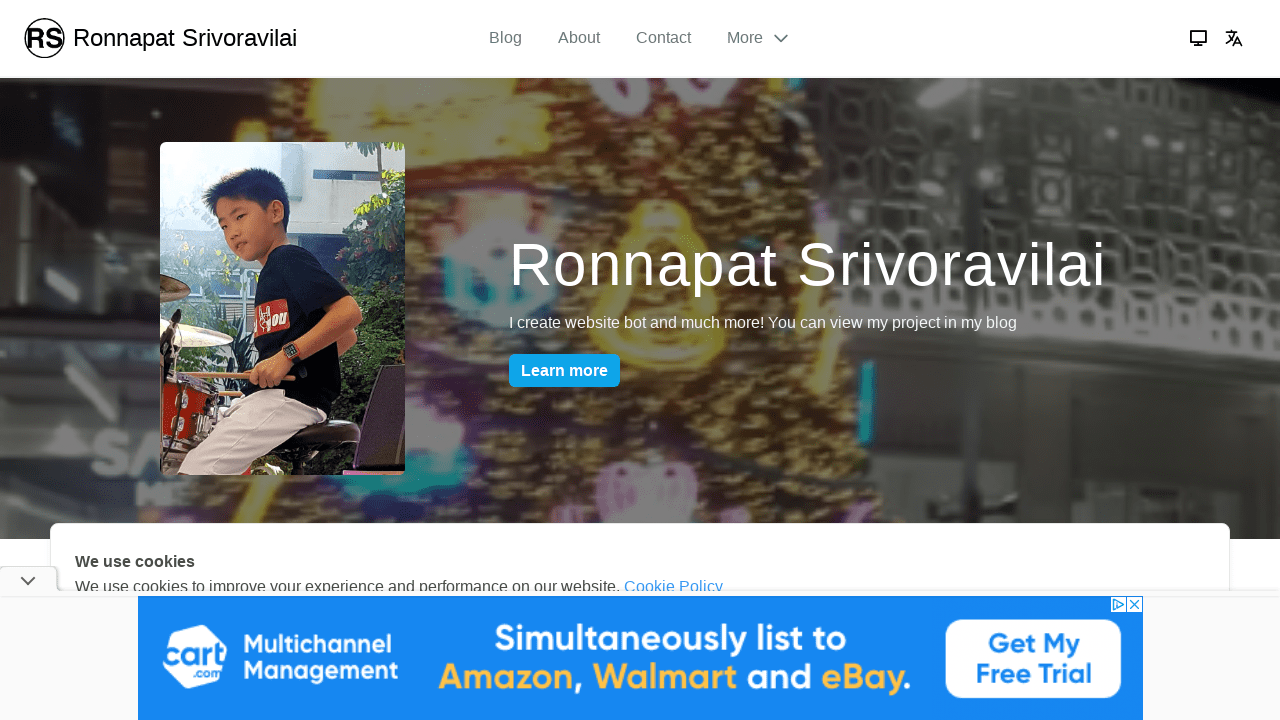 RS Ronnapat Srivoravilai
Blog
About
Contact
More
Ronnapat Srivoravilai
I create website bot and much more! You can view my project in my blog
Learn more
We use cookies
We use cookies to improve your experience and performance on our website. Cookie Policy
cart
.com
Multichannel
Management
Simultaneously list to
Amazon, Walmart and eBay.
Get My
Free Trial